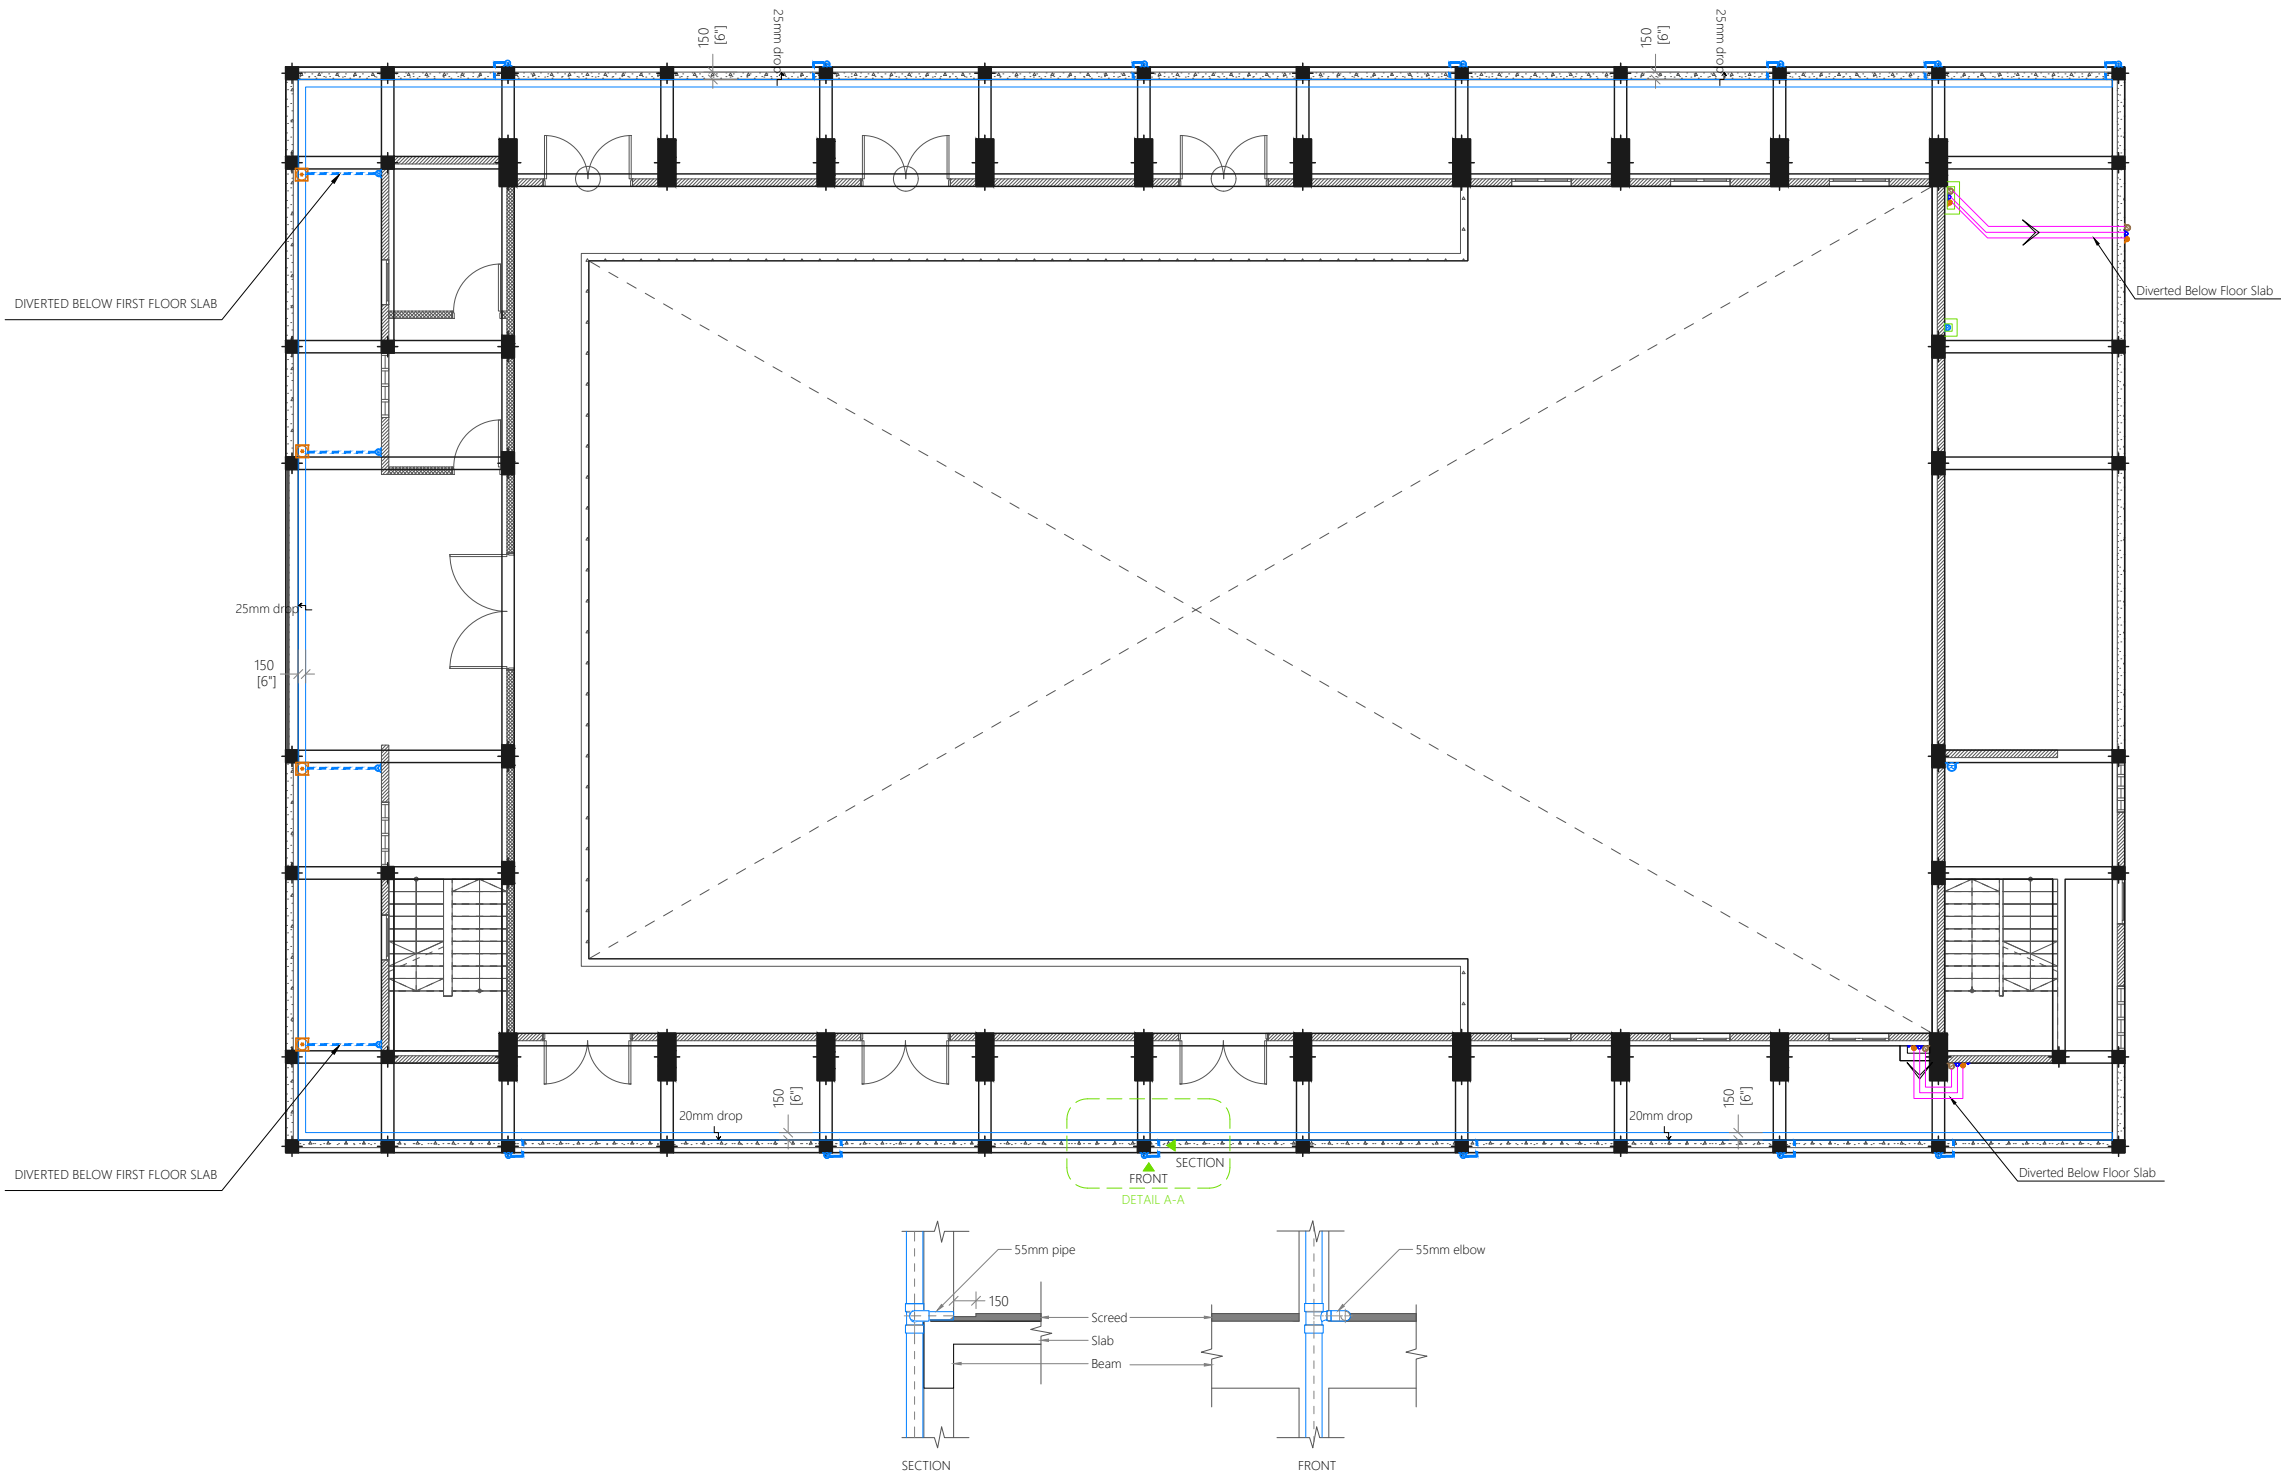 150
[6"]
25mm drop
150
[6"]
25mm drop
DIVERTED BELOW FIRST FLOOR SLAB
Diverted Below Floor Slab
25mm drop
150
[6"]
20mm drop
150
[6"]
20mm drop
150
[6"]
SECTION
FRONT
DETAIL A-A
DIVERTED BELOW FIRST FLOOR SLAB
Diverted Below Floor Slab
55mm pipe
55mm elbow
150
Screed
Slab
Beam
SECTION
FRONT